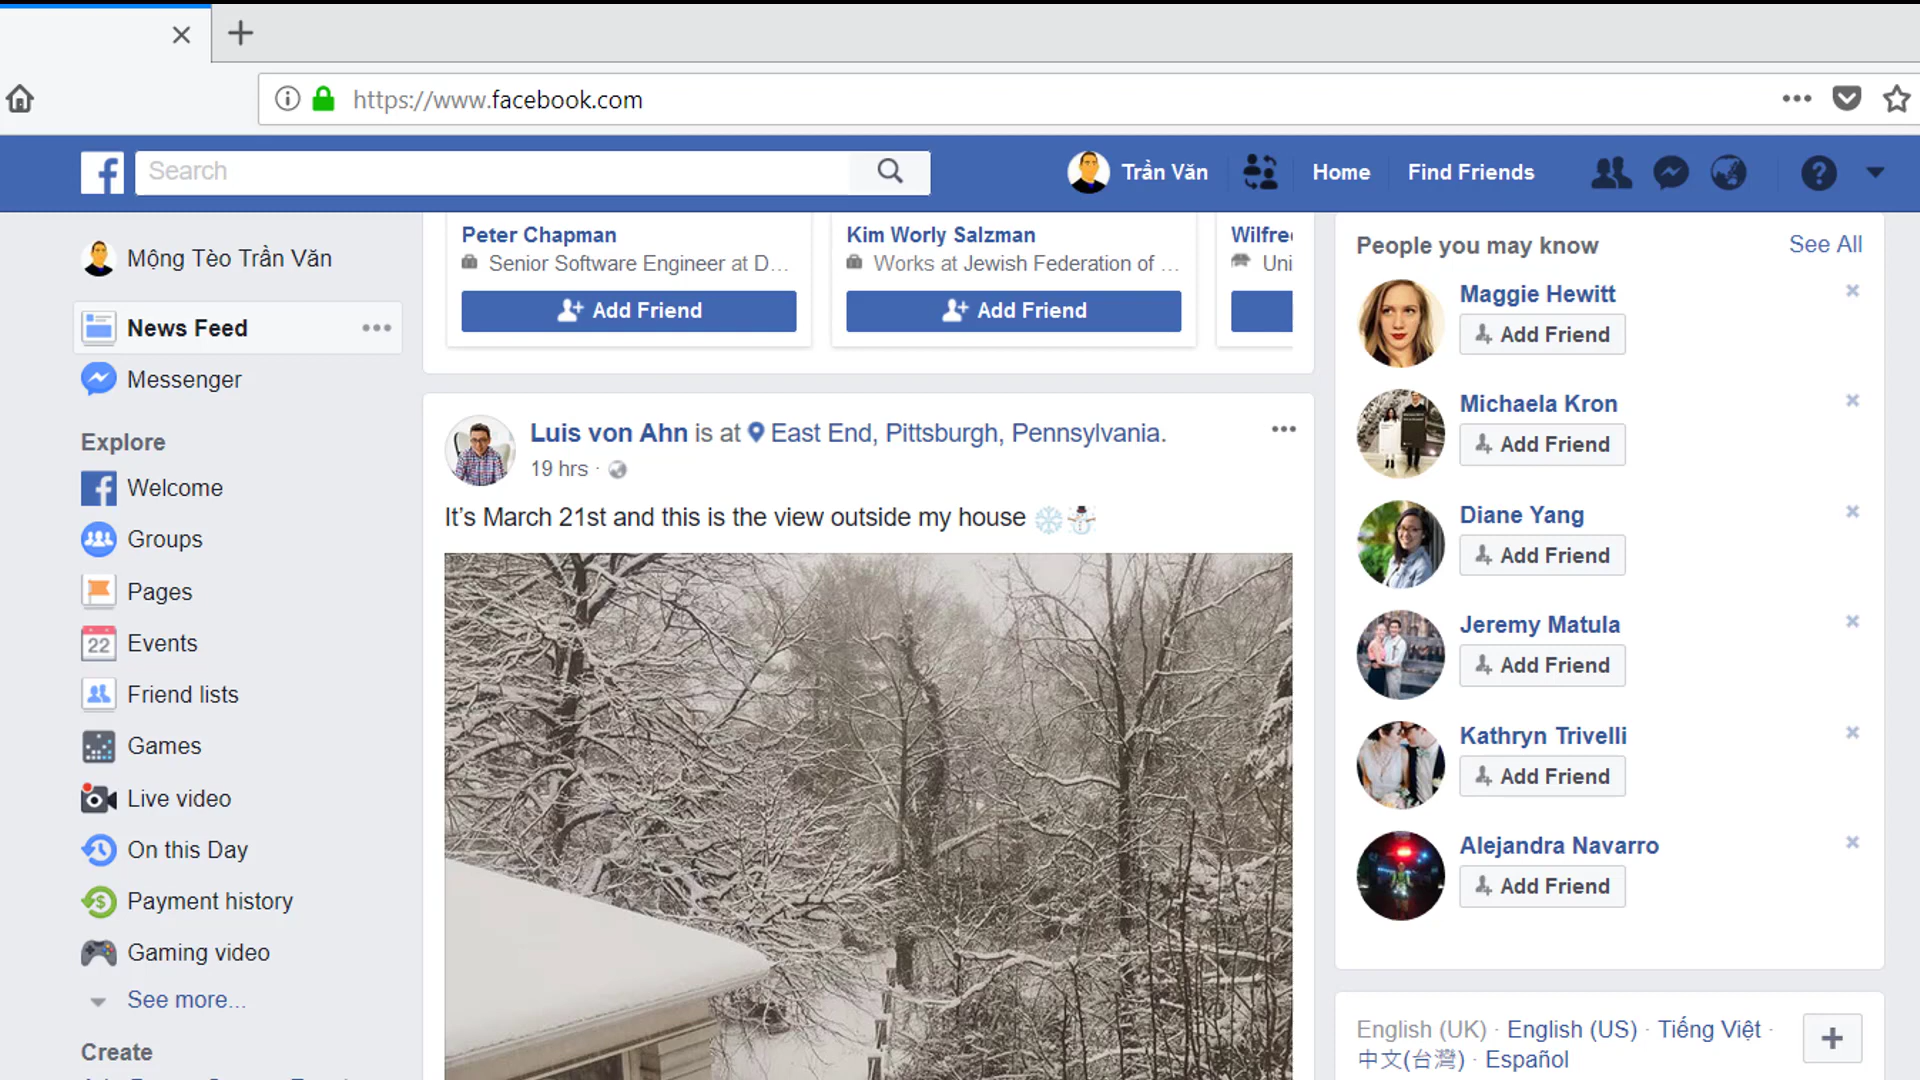 https://www.facebook.com
Search
Trần Văn
Home
Find Friends
Mộng Tèo Trần Văn
News Feed
Messenger
Explore
Welcome
Groups
Pages
22
Events
Friend lists
Games
Live video
On this Day
Payment history
Gaming video
See more...
Create
Peter Chapman
Senior Software Engineer at D...
Add Friend
Kim Worly Salzman
Works at Jewish Federation of ...
Add Friend
Luis von Ahn is at East End, Pittsburgh, Pennsylvania.
19 hrs ·
It's March 21st and this is the view outside my house ❄️☃️
People you may know
See All
Maggie Hewitt
Add Friend
Michaela Kron
Add Friend
Diane Yang
Add Friend
Jeremy Matula
Add Friend
Kathryn Trivelli
Add Friend
Alejandra Navarro
Add Friend
English (UK) · English (US) · Tiếng Việt ·
中文(台灣) · Español